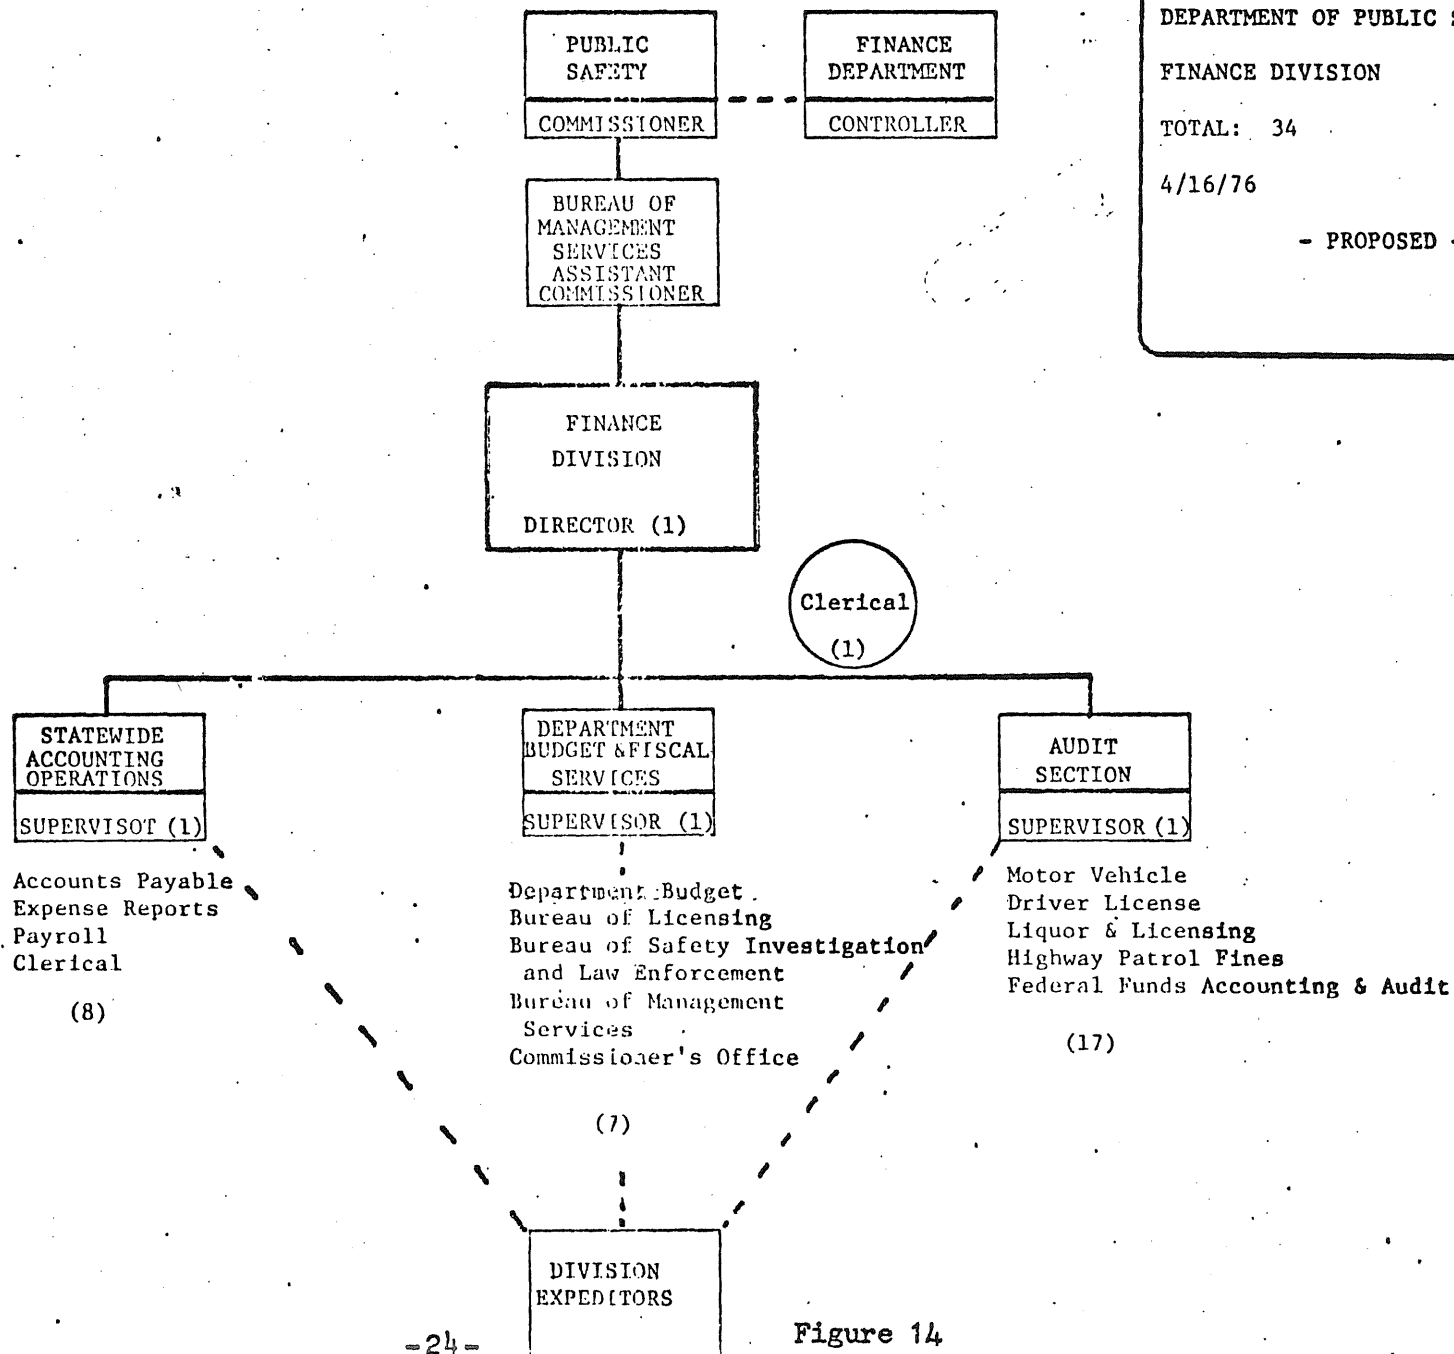 PUBLIC
SAFETY
COMMISSIONER
FINANCE
DEPARTMENT
CONTROLLER
DEPARTMENT OF PUBLIC
FINANCE DIVISION
TOTAL: 34
4/16/76
- PROPOSED -
BUREAU OF
MANAGEMENT
SERVICES
ASSISTANT
COMMISSIONER
FINANCE
DIVISION
DIRECTOR (1)
Clerical
(1)
STATEWIDE
ACCOUNTING
OPERATIONS
SUPERVISOT (1)
Accounts Payable
Expense Reports
Payroll
Clerical
(8)
DEPARTMENT
BUDGET &FISCAL
SERVICES
SUPERVISOR (1)
Department Budget
Bureau of Licensing
Bureau of Safety Investigation
and Law Enforcement
Bureau of Management
Services
Commissioner's Office
(7)
AUDIT
SECTION
SUPERVISOR (1)
Motor Vehicle
Driver License
Liquor & Licensing
Highway Patrol Fines
Federal Funds Accounting & Audit
(17)
DIVISION
EXPEDITORS
-24-
Figure 14